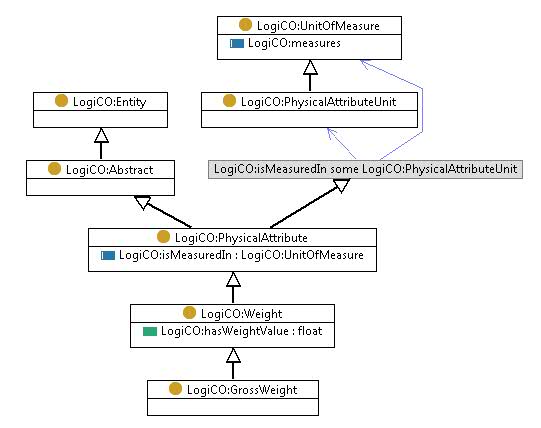 LogiCO:UnitOfMeasure
LogiCO:measures
LogiCO:Entity
LogiCO:PhysicalAttributeUnit
LogiCO:Abstract
LogiCO:isMeasuredIn some LogiCO:PhysicalAttributeUnit
LogiCO:PhysicalAttribute
LogiCO:isMeasuredIn : LogiCO:UnitOfMeasure
LogiCO:Weight
LogiCO:hasWeightValue : float
LogiCO:GrossWeight